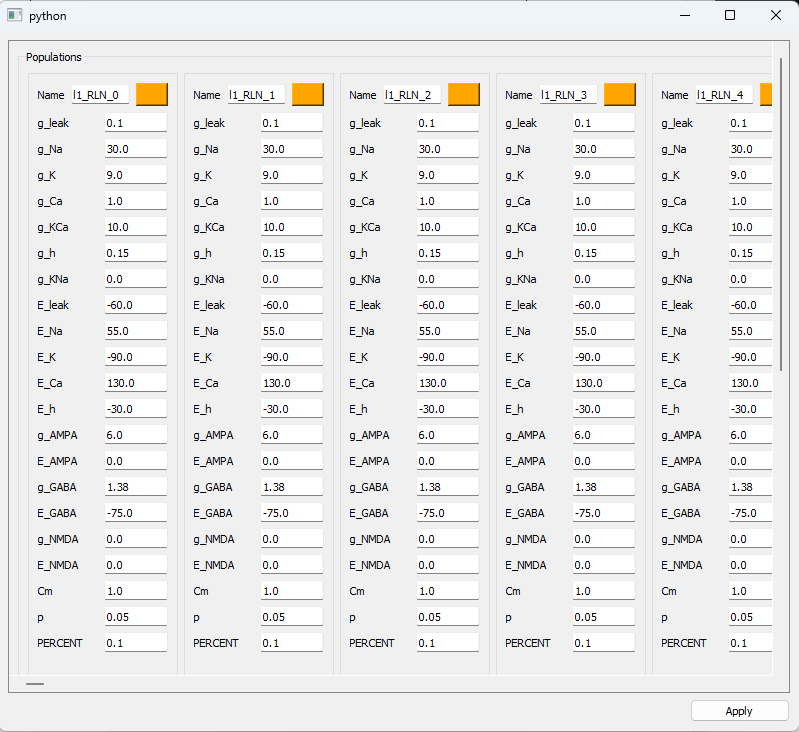 python
Populations
Name l1_RLN_0 Name l1_RLN_1 Name l1_RLN_2 Name l1_RLN_3 Name l1_RLN_4
g_leak 0.1 g_leak 0.1 g_leak 0.1 g_leak 0.1 g_leak 0.1
g_Na 30.0 g_Na 30.0 g_Na 30.0 g_Na 30.0 g_Na 30.0
g_K 9.0 g_K 9.0 g_K 9.0 g_K 9.0 g_K 9.0
g_Ca 1.0 g_Ca 1.0 g_Ca 1.0 g_Ca 1.0 g_Ca 1.0
g_KCa 10.0 g_KCa 10.0 g_KCa 10.0 g_KCa 10.0 g_KCa 10.0
g_h 0.15 g_h 0.15 g_h 0.15 g_h 0.15 g_h 0.15
g_KNa 0.0 g_KNa 0.0 g_KNa 0.0 g_KNa 0.0 g_KNa 0.0
E_leak -60.0 E_leak -60.0 E_leak -60.0 E_leak -60.0 E_leak -60.0
E_Na 55.0 E_Na 55.0 E_Na 55.0 E_Na 55.0 E_Na 55.0
E_K -90.0 E_K -90.0 E_K -90.0 E_K -90.0 E_K -90.0
E_Ca 130.0 E_Ca 130.0 E_Ca 130.0 E_Ca 130.0 E_Ca 130.0
E_h -30.0 E_h -30.0 E_h -30.0 E_h -30.0 E_h -30.0
g_AMPA 6.0 g_AMPA 6.0 g_AMPA 6.0 g_AMPA 6.0 g_AMPA 6.0
E_AMPA 0.0 E_AMPA 0.0 E_AMPA 0.0 E_AMPA 0.0 E_AMPA 0.0
g_GABA 1.38 g_GABA 1.38 g_GABA 1.38 g_GABA 1.38 g_GABA 1.38
E_GABA -75.0 E_GABA -75.0 E_GABA -75.0 E_GABA -75.0 E_GABA -75.0
g_NMDA 0.0 g_NMDA 0.0 g_NMDA 0.0 g_NMDA 0.0 g_NMDA 0.0
E_NMDA 0.0 E_NMDA 0.0 E_NMDA 0.0 E_NMDA 0.0 E_NMDA 0.0
Cm 1.0 Cm 1.0 Cm 1.0 Cm 1.0 Cm 1.0
p 0.05 p 0.05 p 0.05 p 0.05 p 0.05
PERCENT 0.1 PERCENT 0.1 PERCENT 0.1 PERCENT 0.1 PERCENT 0.1
Apply